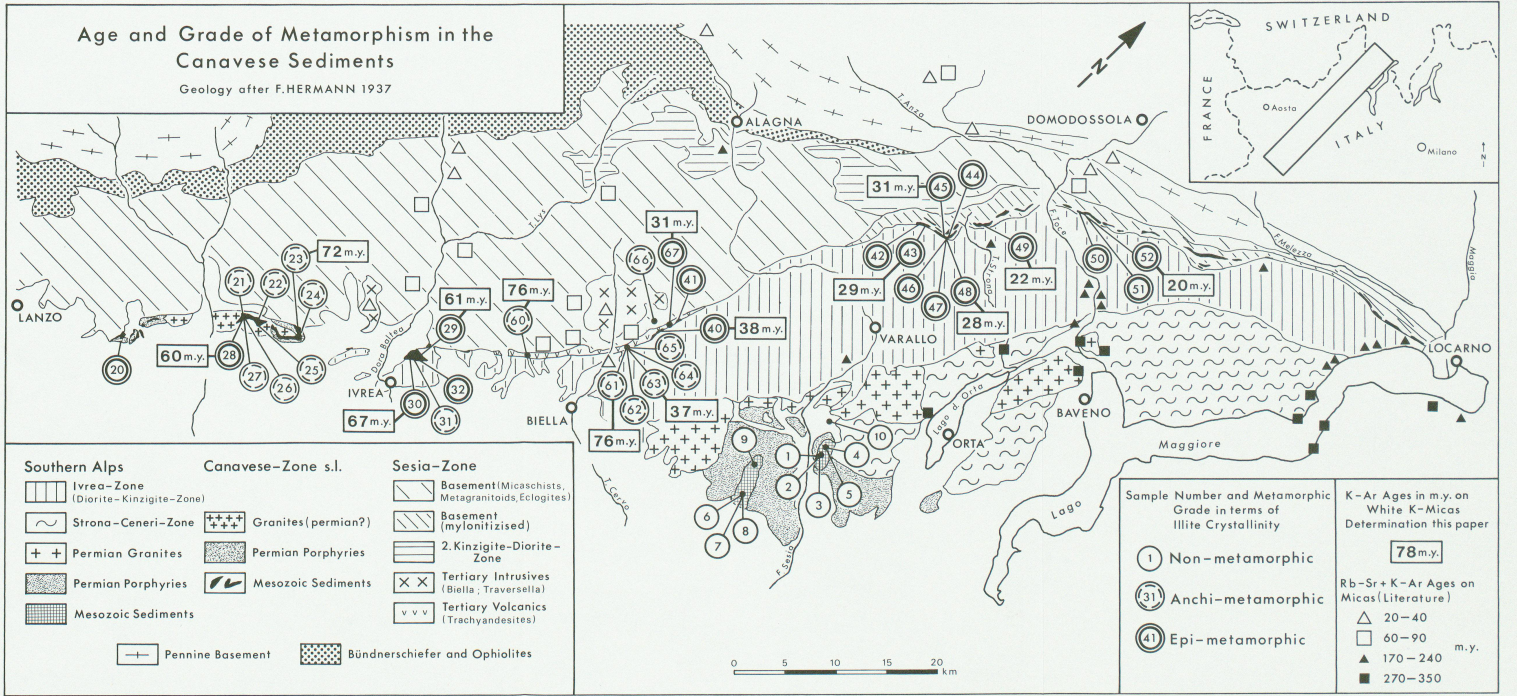 Age and Grade of Metamorphism in the
Canavese Sediments
Geology after F.HERMANN 1937
N
SWITZERLAND
FRANCE
Aosta
ITALY
Milano
N
ALAGNA
T. Anza
DOMODOSSOLA
T. Lys
F. Toce
F. Melezza
Maggia
T. Strona
LANZO
Dora Baltea
IVREA
BIELLA
T. Cervo
VARALLO
F. Sesia
Lago d. Orta
ORTA
BAVENO
Lago
Maggiore
LOCARNO
20
21
22
23
72 m.y.
24
25
26
27
28
60 m.y.
61 m.y.
29
30
67 m.y.
31
32
76 m.y.
60
31 m.y.
66
67
41
40
38 m.y.
65
64
63
37 m.y.
62
61
76 m.y.
31 m.y.
45
44
42
43
29 m.y.
46
47
48
28 m.y.
49
22 m.y.
50
52
51
20 m.y.
9
1
2
3
4
5
10
6
7
8
Southern Alps
Ivrea-Zone
(Diorite-Kinzigite-Zone)
Strona-Ceneri-Zone
Permian Granites
Permian Porphyries
Mesozoic Sediments
Canavese-Zone s.l.
Granites (permian?)
Permian Porphyries
Mesozoic Sediments
Sesia-Zone
Basement (Micaschists,
Metagranitoids, Eclogites)
Basement
(mylonitizised)
2. Kinzigite-Diorite-
Zone
Tertiary Intrusives
(Biella; Traversella)
Tertiary Volcanics
(Trachyandesites)
Pennine Basement
Bündnerschiefer and Ophiolites
0 5 10 15 20
km
Sample Number and Metamorphic
Grade in terms of
Illite Crystallinity
1 Non-metamorphic
31 Anchi-metamorphic
41 Epi-metamorphic
K-Ar Ages in m.y. on
White K-Micas
Determination this paper
78 m.y.
Rb-Sr + K-Ar Ages on
Micas (Literature)
20-40
60-90
m.y.
170-240
270-350